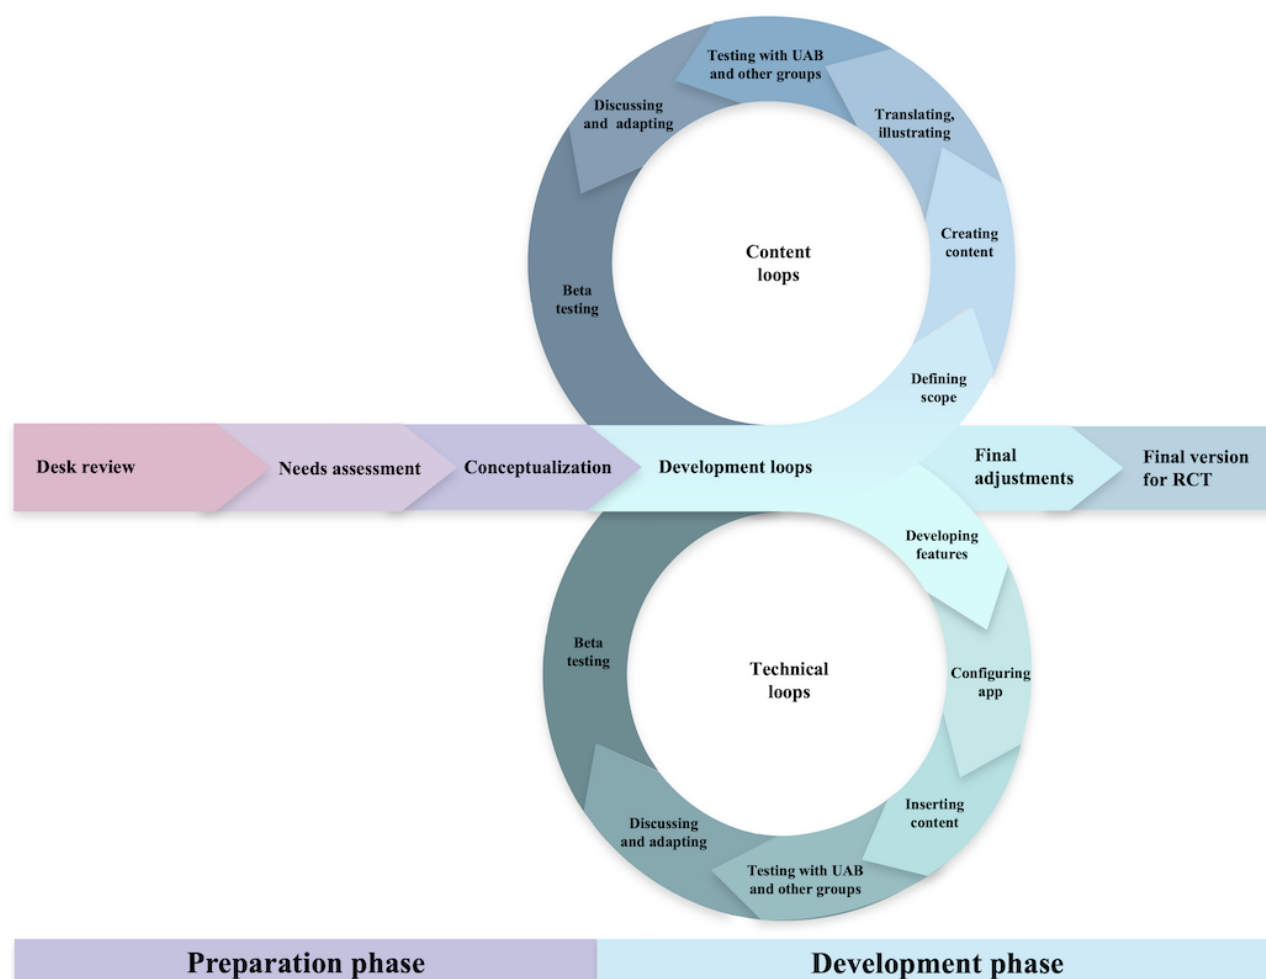 Testing with UAB
and other groups
Discussing
and adapting
Translating,
illustrating
Creating
content
Content
loops
Beta
testing
Defining
scope
Desk review
Needs assessment
Conceptualization
Development loops
Final
adjustments
Final version
for RCT
Developing
features
Beta
testing
Technical
loops
Configuring
app
Inserting
content
Discussing
and adapting
Testing with UAB
and other groups
Preparation phase
Development phase